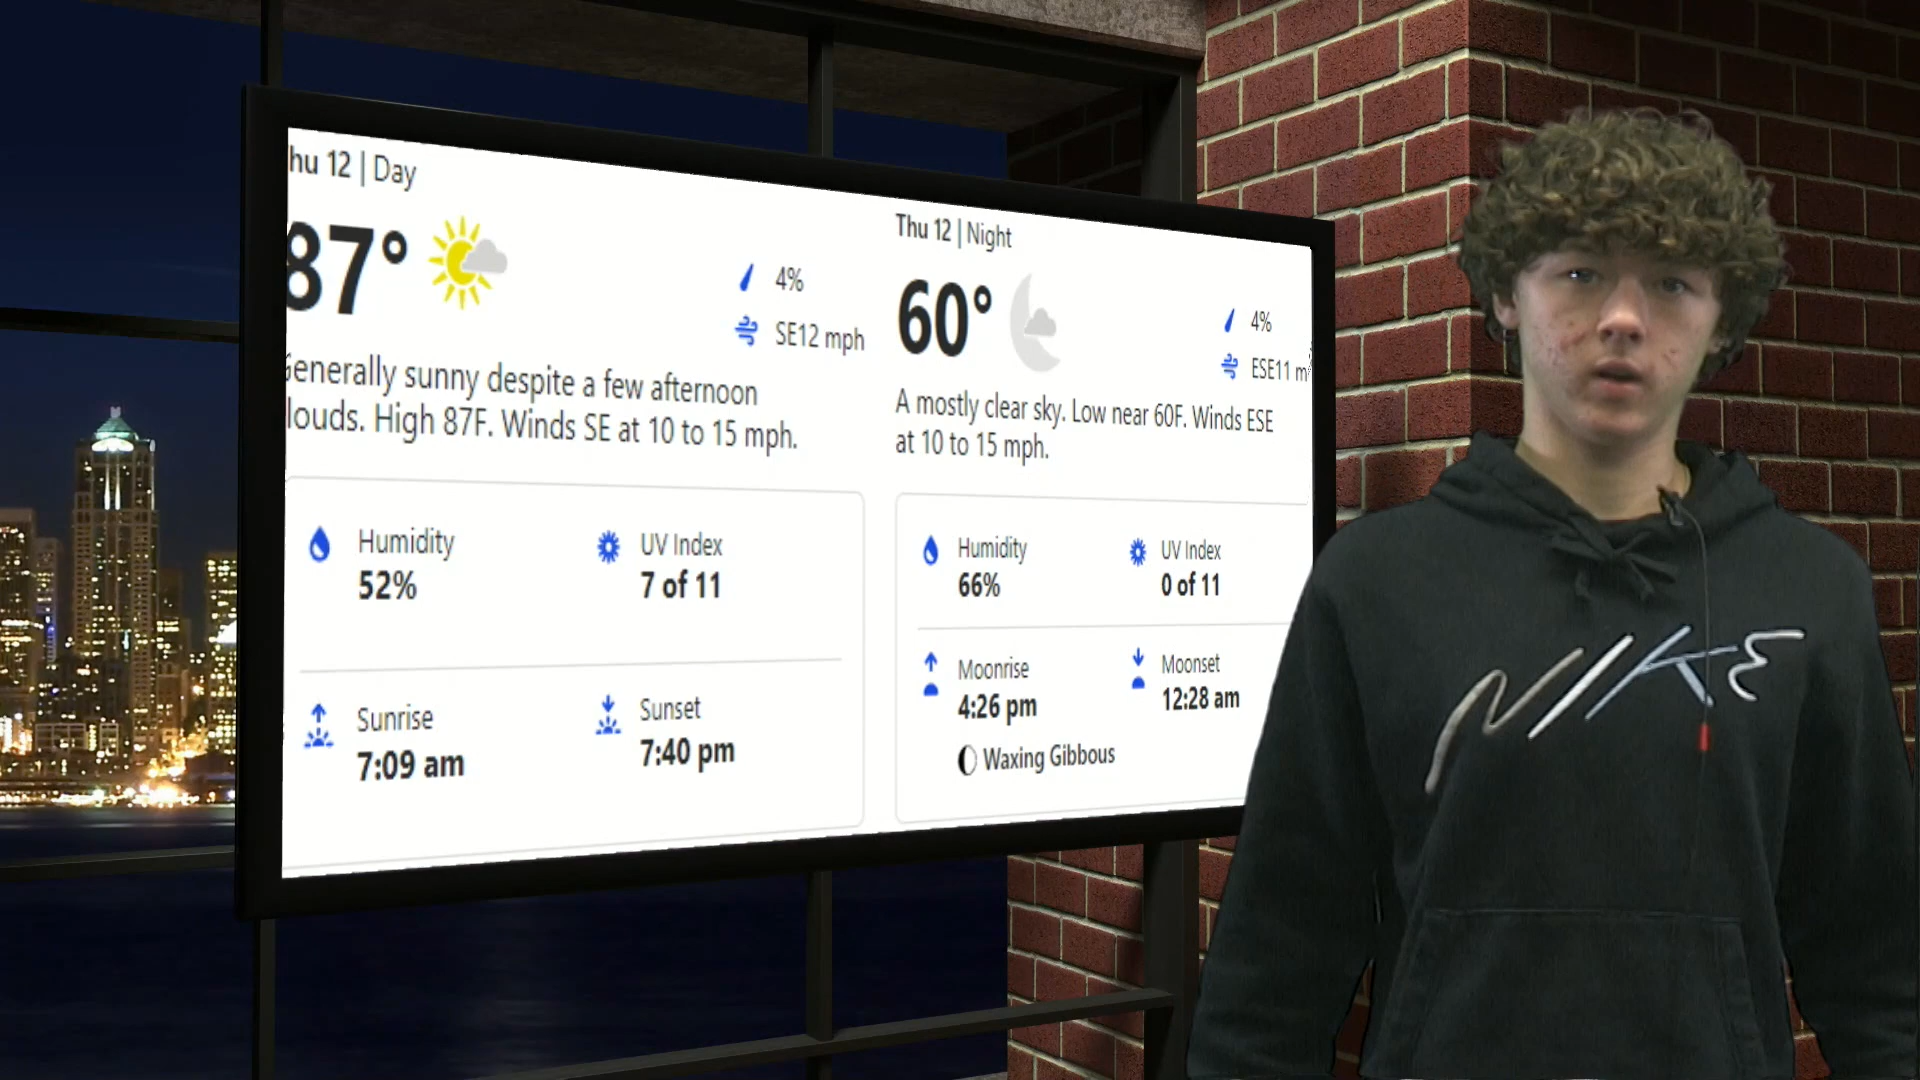 hu 12 | Day
87°
4%
SE12 mph
Generally sunny despite a few afternoon
louds. High 87F. Winds SE at 10 to 15 mph.
Humidity
52%
UV Index
7 of 11
Sunrise
7:09 am
Sunset
7:40 pm
Thu 12 | Night
60°
4%
ESE11 m
A mostly clear sky. Low near 60F. Winds ESE
at 10 to 15 mph.
Humidity
66%
UV Index
0 of 11
Moonrise
4:26 pm
Moonset
12:28 am
Waxing Gibbous
NIKE